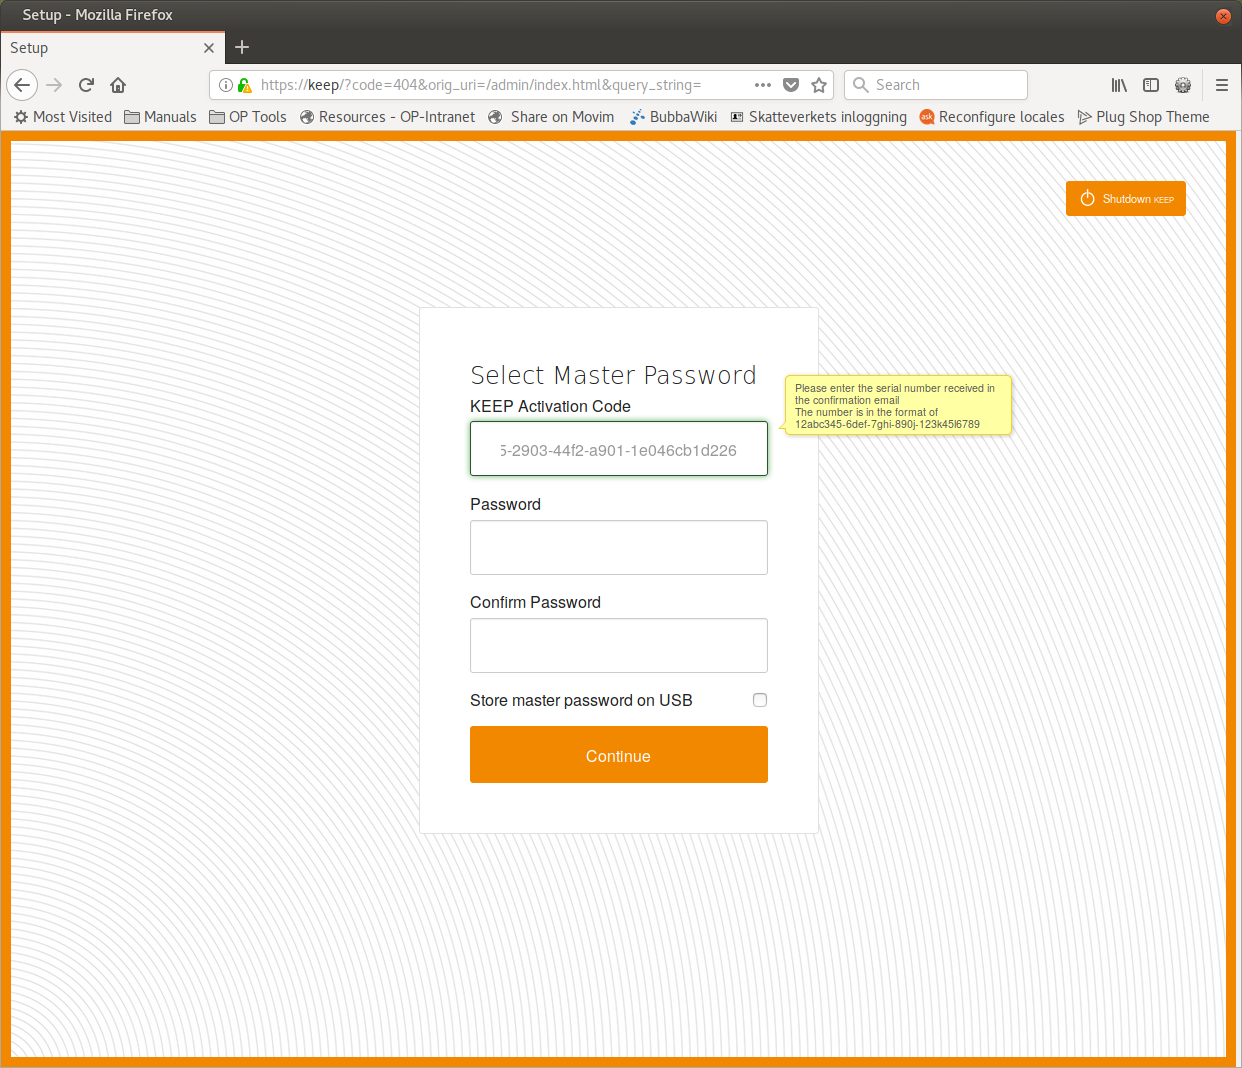 Setup - Mozilla Firefox
Setup
https://keep/?code=404&orig_uri=/admin/index.html&query_string=
Search
Most Visited Manuals OP Tools Resources - OP-Intranet Share on Movim BubbaWiki Skatteverkets inloggning ask Reconfigure locales Plug Shop Theme
Shutdown KEEP
Select Master Password
KEEP Activation Code
Please enter the serial number received in
the confirmation email
The number is in the format of
12abc345-6def-7ghi-890j-123k45l6789
5-2903-44f2-a901-1e046cb1d226
Password
Confirm Password
Store master password on USB
Continue